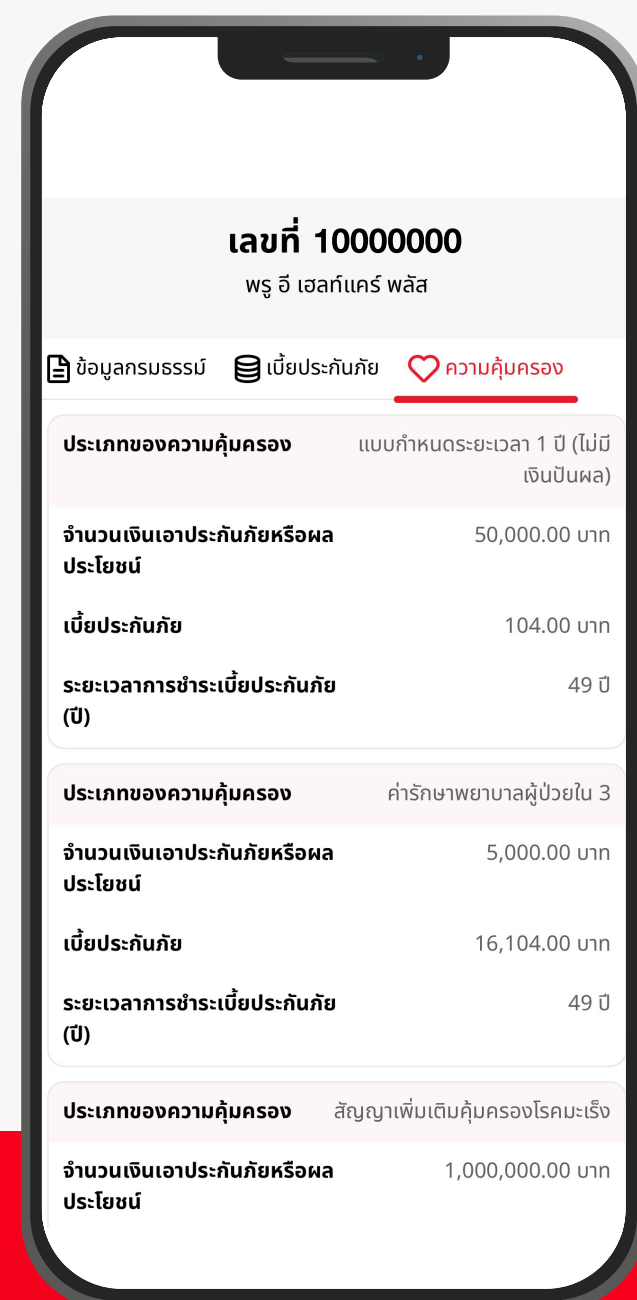 เลขที่ 10000000
พรู อี เฮลท์แคร์ พลัส
ข้อมูลกรมธรรม์ เบี้ยประกันภัย ความคุ้มครอง
ประเภทของความคุ้มครอง แบบกำหนดระยะเวลา 1 ปี (ไม่มี
เงินปันผล)
จำนวนเงินเอาประกันภัยหรือผล 50,000.00 บาท
ประโยชน์
เบี้ยประกันภัย 104.00 บาท
ระยะเวลาการชำระเบี้ยประกันภัย 49 ปี
(ปี)
ประเภทของความคุ้มครอง ค่ารักษาพยาบาลผู้ป่วยใน 3
จำนวนเงินเอาประกันภัยหรือผล 5,000.00 บาท
ประโยชน์
เบี้ยประกันภัย 16,104.00 บาท
ระยะเวลาการชำระเบี้ยประกันภัย 49 ปี
(ปี)
ประเภทของความคุ้มครอง สัญญาเพิ่มเติมคุ้มครองโรคมะเร็ง
จำนวนเงินเอาประกันภัยหรือผล 1,000,000.00 บาท
ประโยชน์